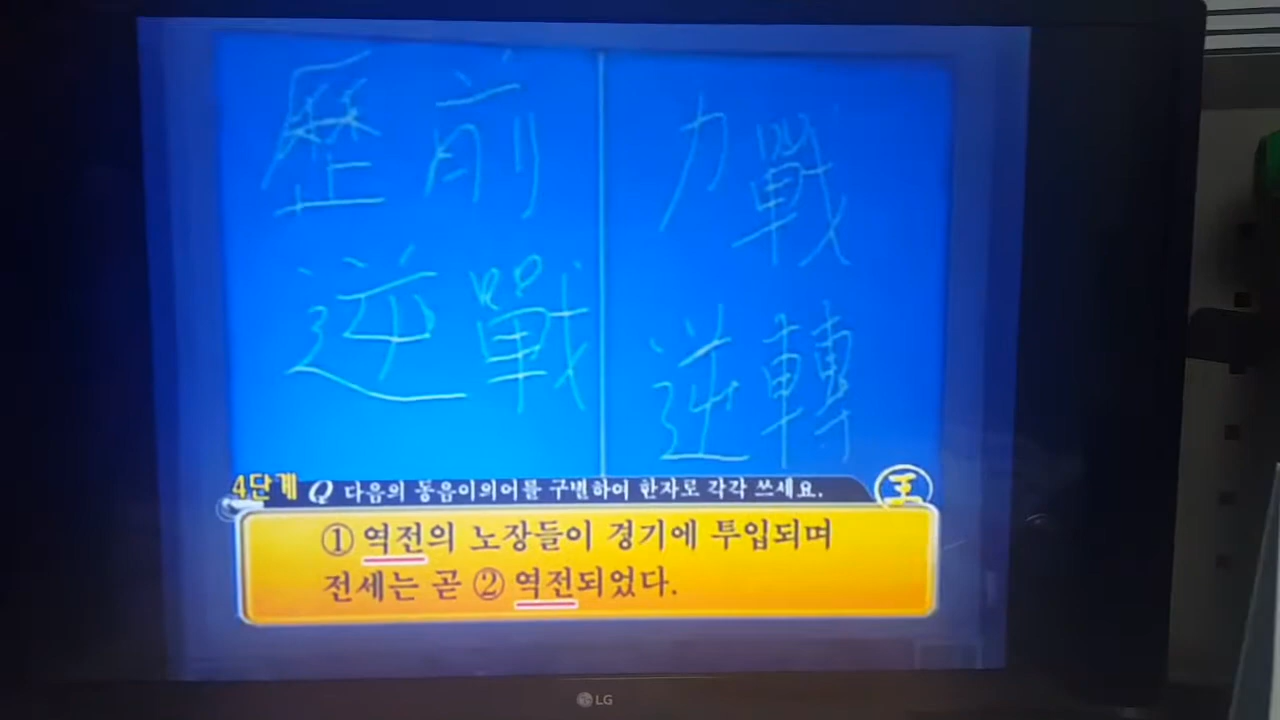 歷前
逆戰
力戰
逆轉
4단계 Q 다음의 동음이의어를 구별하여 한자로 각각 쓰세요.
王
① 역전의 노장들이 경기에 투입되며
전세는 곧 ② 역전되었다.
LG